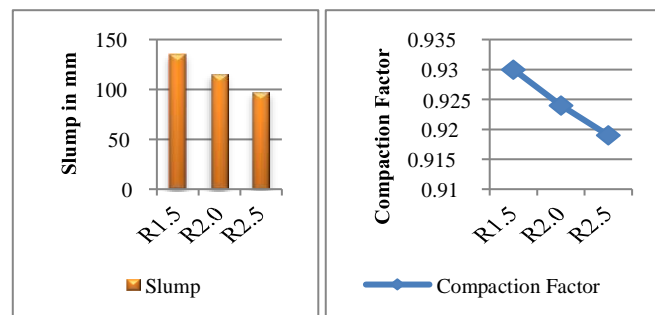 Slump in mm
150
100
50
0
R1.5
R2.0
R2.5
Slump
Compaction Factor
0.935
0.93
0.925
0.92
0.915
0.91
R1.5
R2.0
R2.5
Compaction Factor